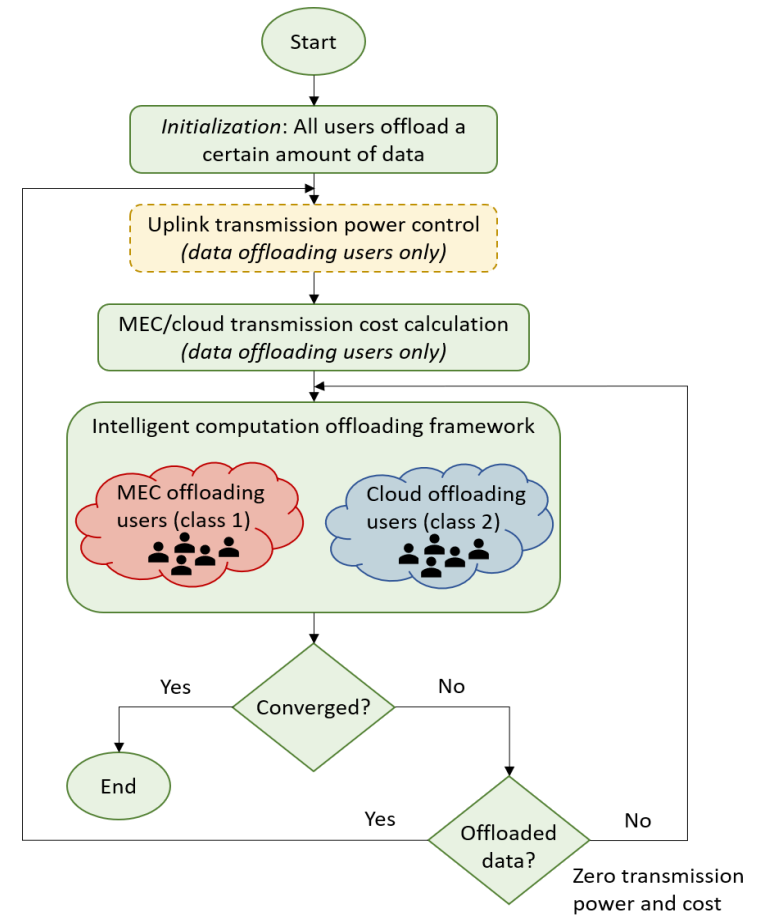 Start
Initialization: All users offload a
certain amount of data
Uplink transmission power control
(data offloading users only)
MEC/cloud transmission cost calculation
(data offloading users only)
Intelligent computation offloading framework
MEC offloading
users (class 1)
Cloud offloading
users (class 2)
Converged?
Yes
No
End
Offloaded
data?
Yes
No
Zero transmission
power and cost